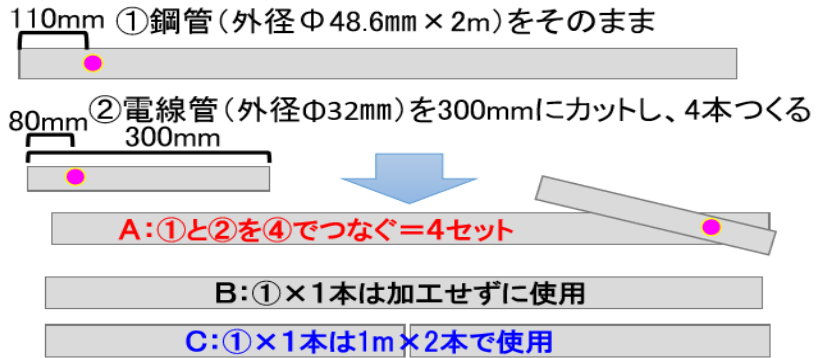 110mm ①鋼管(外径Φ48.6㎜×2m)をそのまま
80mm ②電線管(外径Φ32㎜)を300mmにカットし、4本つくる
300mm
A:①と②を④でつなぐ=4セット
B:①×1本は加工せずに使用
C:①×1本は1m×2本で使用